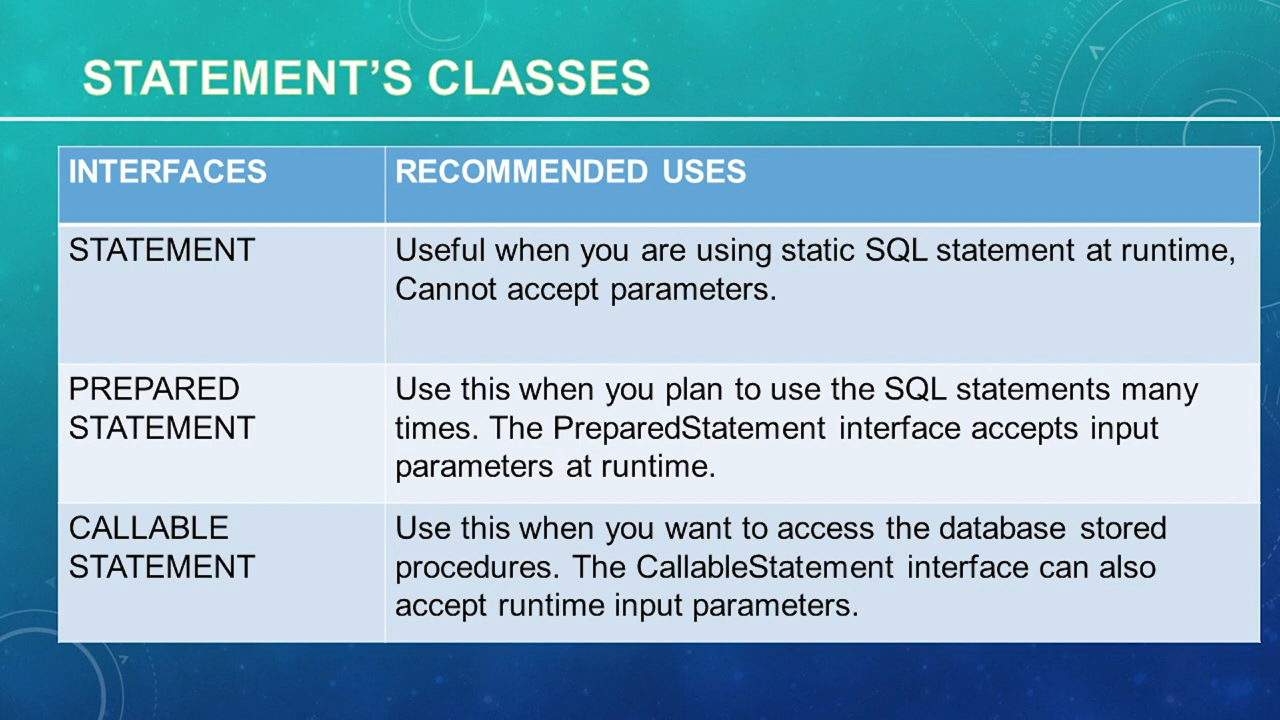 STATEMENT’S CLASSES
INTERFACES
RECOMMENDED USES
STATEMENT
Useful when you are using static SQL statement at runtime,
Cannot accept parameters.
PREPARED
STATEMENT
Use this when you plan to use the SQL statements many
times. The PreparedStatement interface accepts input
parameters at runtime.
CALLABLE
STATEMENT
Use this when you want to access the database stored
procedures. The CallableStatement interface can also
accept runtime input parameters.